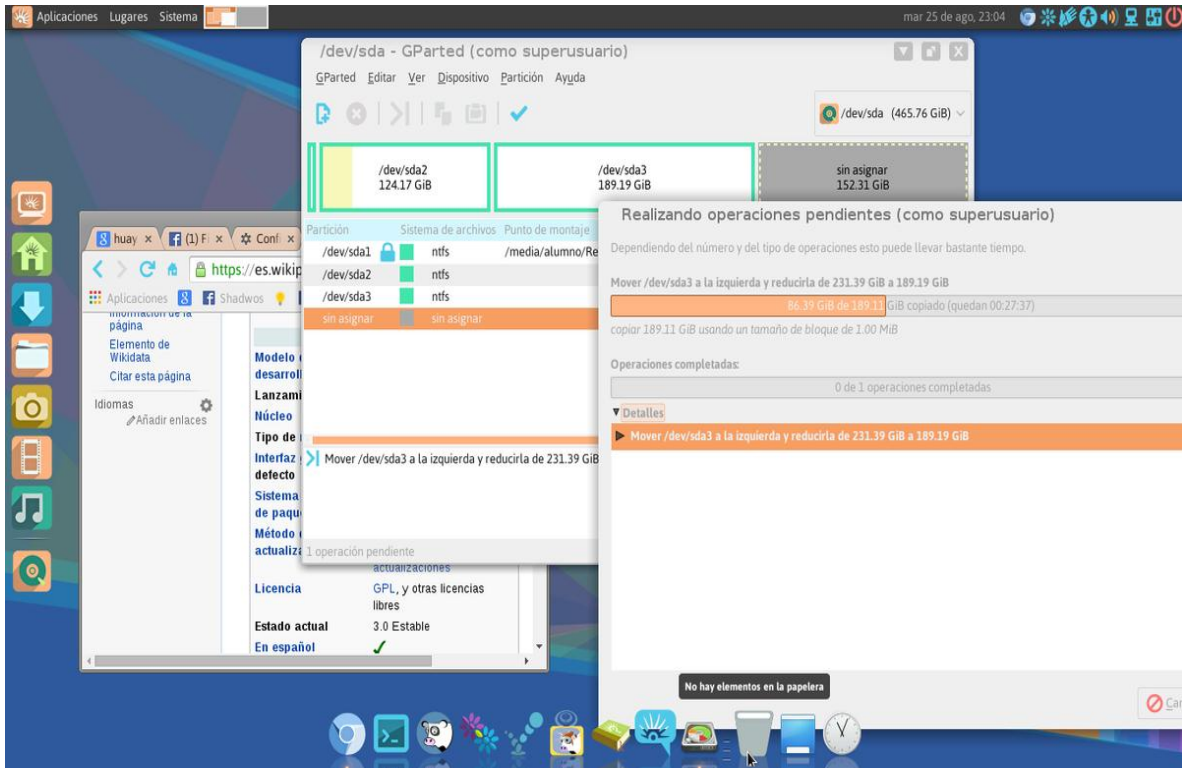 Aplicaciones Lugares Sistema
mar 25 de ago, 23:04
/dev/sda - GParted (como superusuario)
GParted Editar Ver Dispositivo Partición Ayuda
/dev/sda (465.76 GiB)
/dev/sda2
124.17 GiB
/dev/sda3
189.19 GiB
sin asignar
152.31 GiB
Partición Sistema de archivos Punto de montaje
/dev/sda1 ntfs /media/alumno/Re
/dev/sda2 ntfs
/dev/sda3 ntfs
sin asignar sin asignar
Mover /dev/sda3 a la izquierda y reducirla de 231.39 GiB
1 operación pendiente
Realizando operaciones pendientes (como superusuario)
Dependiendo del número y del tipo de operaciones esto puede llevar bastante tiempo.
Mover /dev/sda3 a la izquierda y reducirla de 231.39 GiB a 189.19 GiB
86.39 GiB de 189.11 GiB copiado (quedan 00:27:37)
copiar 189.11 GiB usando un tamaño de bloque de 1.00 MiB
Operaciones completadas:
0 de 1 operaciones completadas
Detalles
Mover /dev/sda3 a la izquierda y reducirla de 231.39 GiB a 189.19 GiB
Car
huay
(1) Fi
Confi
https://es.wikip
Aplicaciones Shadwos
información de la
página
Elemento de
Wikidata
Citar esta página
Idiomas
Añadir enlaces
Modelo
desarroll
Lanzami
Núcleo
Tipo de
Interfaz
defecto
Sistema
de paqu
Método
actualiza
actualizaciones
Licencia GPL, y otras licencias
libres
Estado actual 3.0 Estable
En español
No hay elementos en la papelera